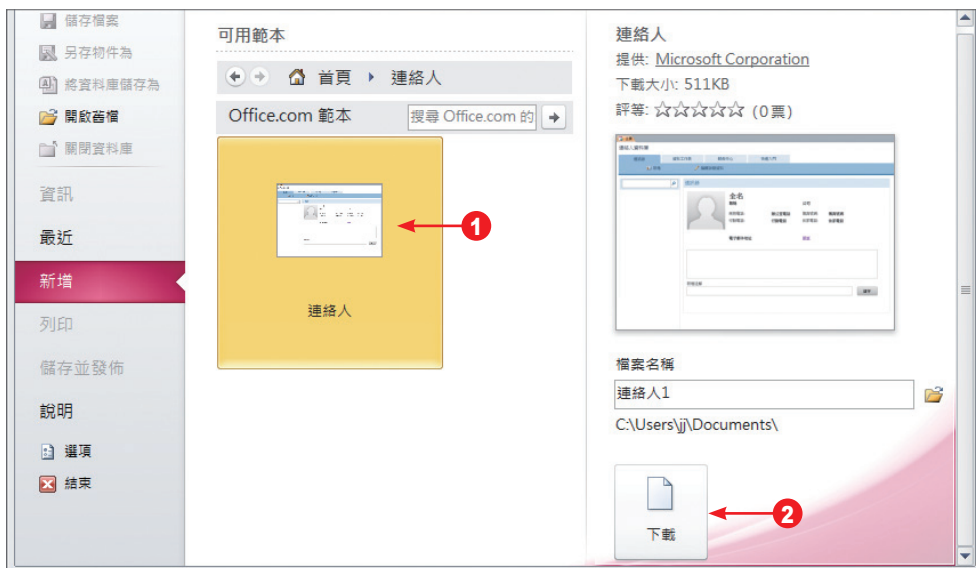 儲存檔案
另存物件為
將資料庫儲存為
開啟舊檔
關閉資料庫
資訊
最近
新增
列印
儲存並發佈
說明
選項
結束
可用範本
首頁 連絡人
Office.com 範本 搜尋 Office.com 的
1
連絡人
連絡人
提供: Microsoft Corporation
下載大小: 511KB
評等: ☆☆☆☆☆ (0票)
全名
檔案名稱
連絡人1
C:\Users\jj\Documents\
2
下載